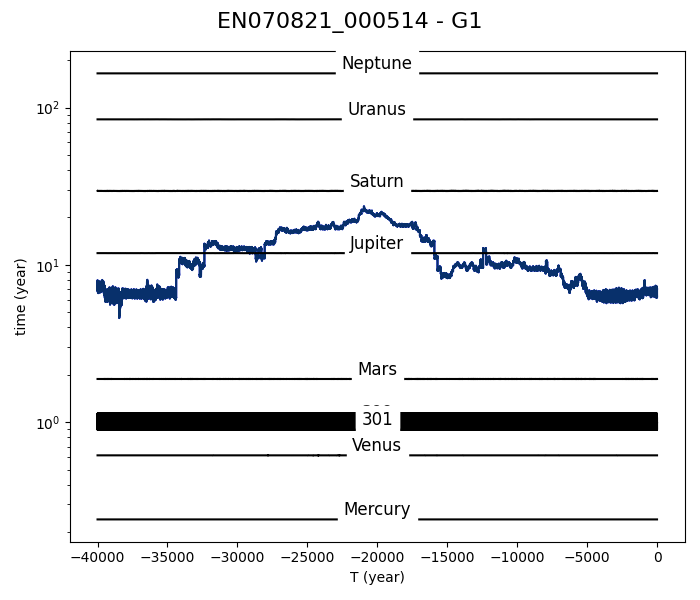 EN070821_000514 - G1
Neptune
10²
Uranus
Saturn
Jupiter
10¹
time (year)
Mars
301
10⁰
Venus
Mercury
−40000 −35000 −30000 −25000 −20000 −15000 −10000 −5000 0
T (year)